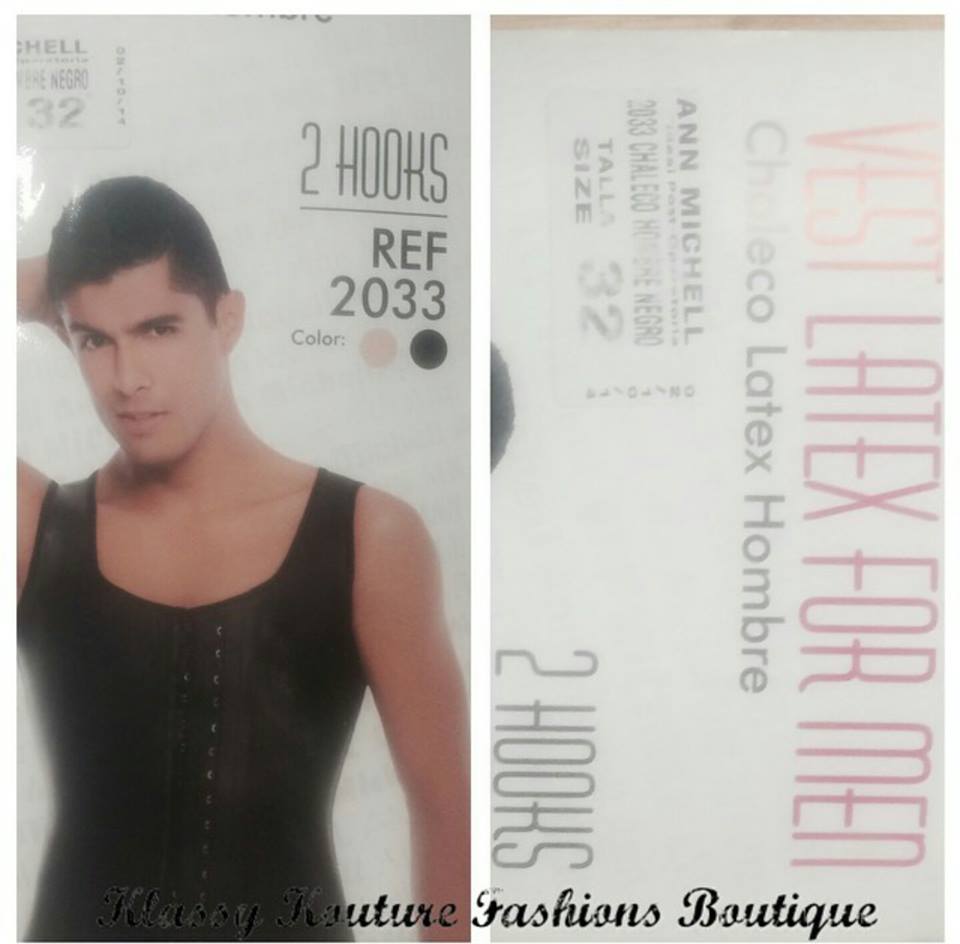 2 HOOKS
REF
2033
Color:
CHELL
NEGRO
32
VEST LATEX FOR MEN
Chaleco Latex Hombre
ANN MICHELL
2033 CHALECO HOMBRE NEGRO
TALLA
SIZE 32
2 HOOKS
Klassy Kouture Fashions Boutique